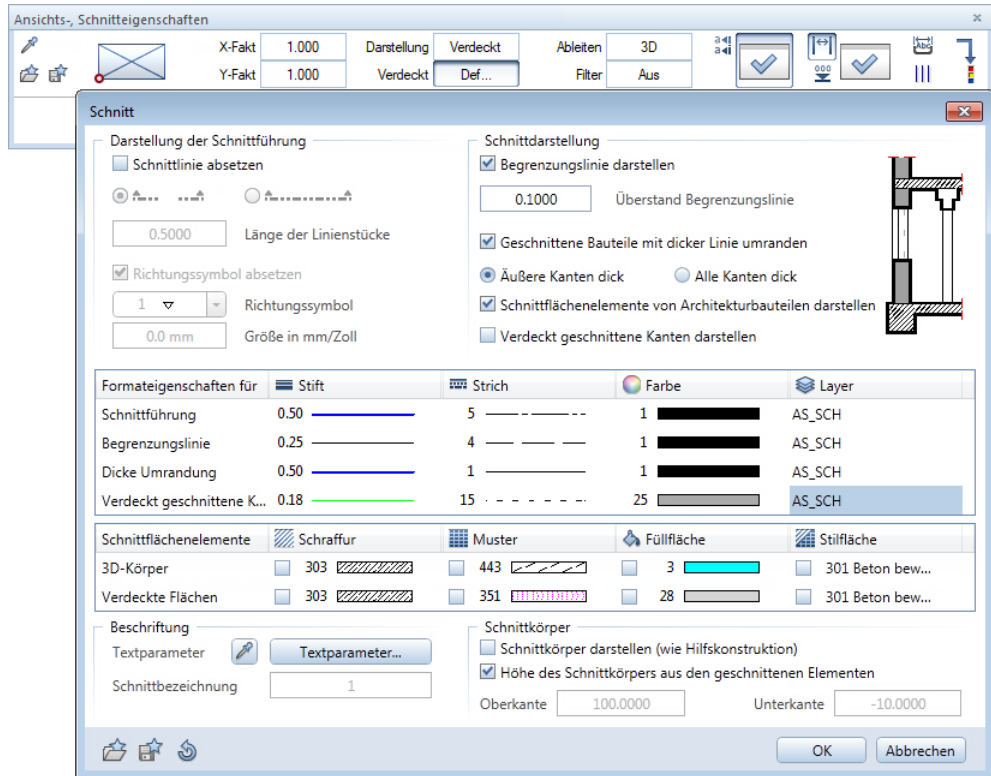 Ansichts-, Schnitteigenschaften
X-Fakt 1.000 Darstellung Verdeckt Ableiten 3D
Y-Fakt 1.000 Verdeckt Def... Filter Aus
Schnitt
Darstellung der Schnittführung
Schnittlinie absetzen
0.5000 Länge der Linienstücke
Richtungssymbol absetzen
1 Richtungssymbol
0.0 mm Größe in mm/Zoll
Schnittdarstellung
Begrenzungslinie darstellen
0.1000 Überstand Begrenzungslinie
Geschnittene Bauteile mit dicker Linie umranden
Äußere Kanten dick Alle Kanten dick
Schnittflächenelemente von Architekturbauteilen darstellen
Verdeckt geschnittene Kanten darstellen
Formateigenschaften für Stift Strich Farbe Layer
Schnittführung 0.50 5 1 AS_SCH
Begrenzungslinie 0.25 4 1 AS_SCH
Dicke Umrandung 0.50 1 1 AS_SCH
Verdeckt geschnittene K... 0.18 15 25 AS_SCH
Schnittflächenelemente Schraffur Muster Füllfläche Stilfläche
3D-Körper 303 443 3 301 Beton bew...
Verdeckte Flächen 303 351 28 301 Beton bew...
Beschriftung
Textparameter Textparameter...
Schnittbezeichnung 1
Schnittkörper
Schnittkörper darstellen (wie Hilfskonstruktion)
Höhe des Schnittkörpers aus den geschnittenen Elementen
Oberkante 100.0000 Unterkante -10.0000
OK Abbrechen